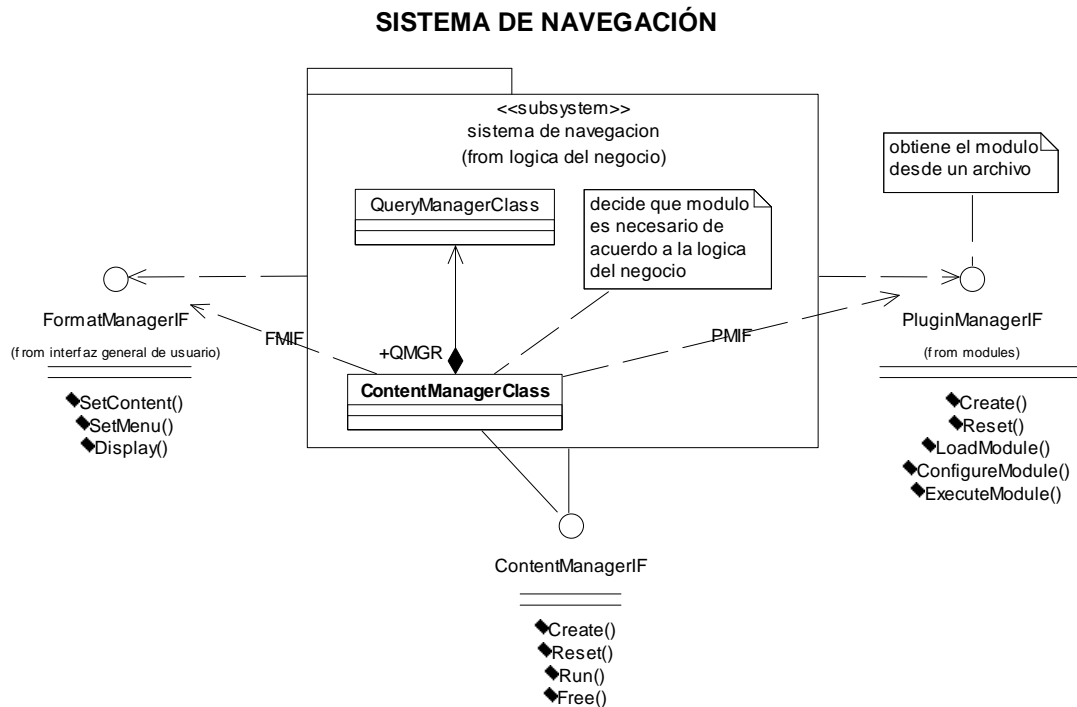 SISTEMA DE NAVEGACIÓN
<<subsystem>>
sistema de navegacion
(from logica del negocio)
QueryManagerClass
decide que modulo
es necesario de
acuerdo a la logica
del negocio
obtiene el modulo
desde un archivo
FormatManagerIF
(from interfaz general de usuario)
SetContent()
SetMenu()
Display()
FMIF
+QMGR
ContentManagerClass
PMIF
PluginManagerIF
(from modules)
Create()
Reset()
LoadModule()
ConfigureModule()
ExecuteModule()
ContentManagerIF
Create()
Reset()
Run()
Free()